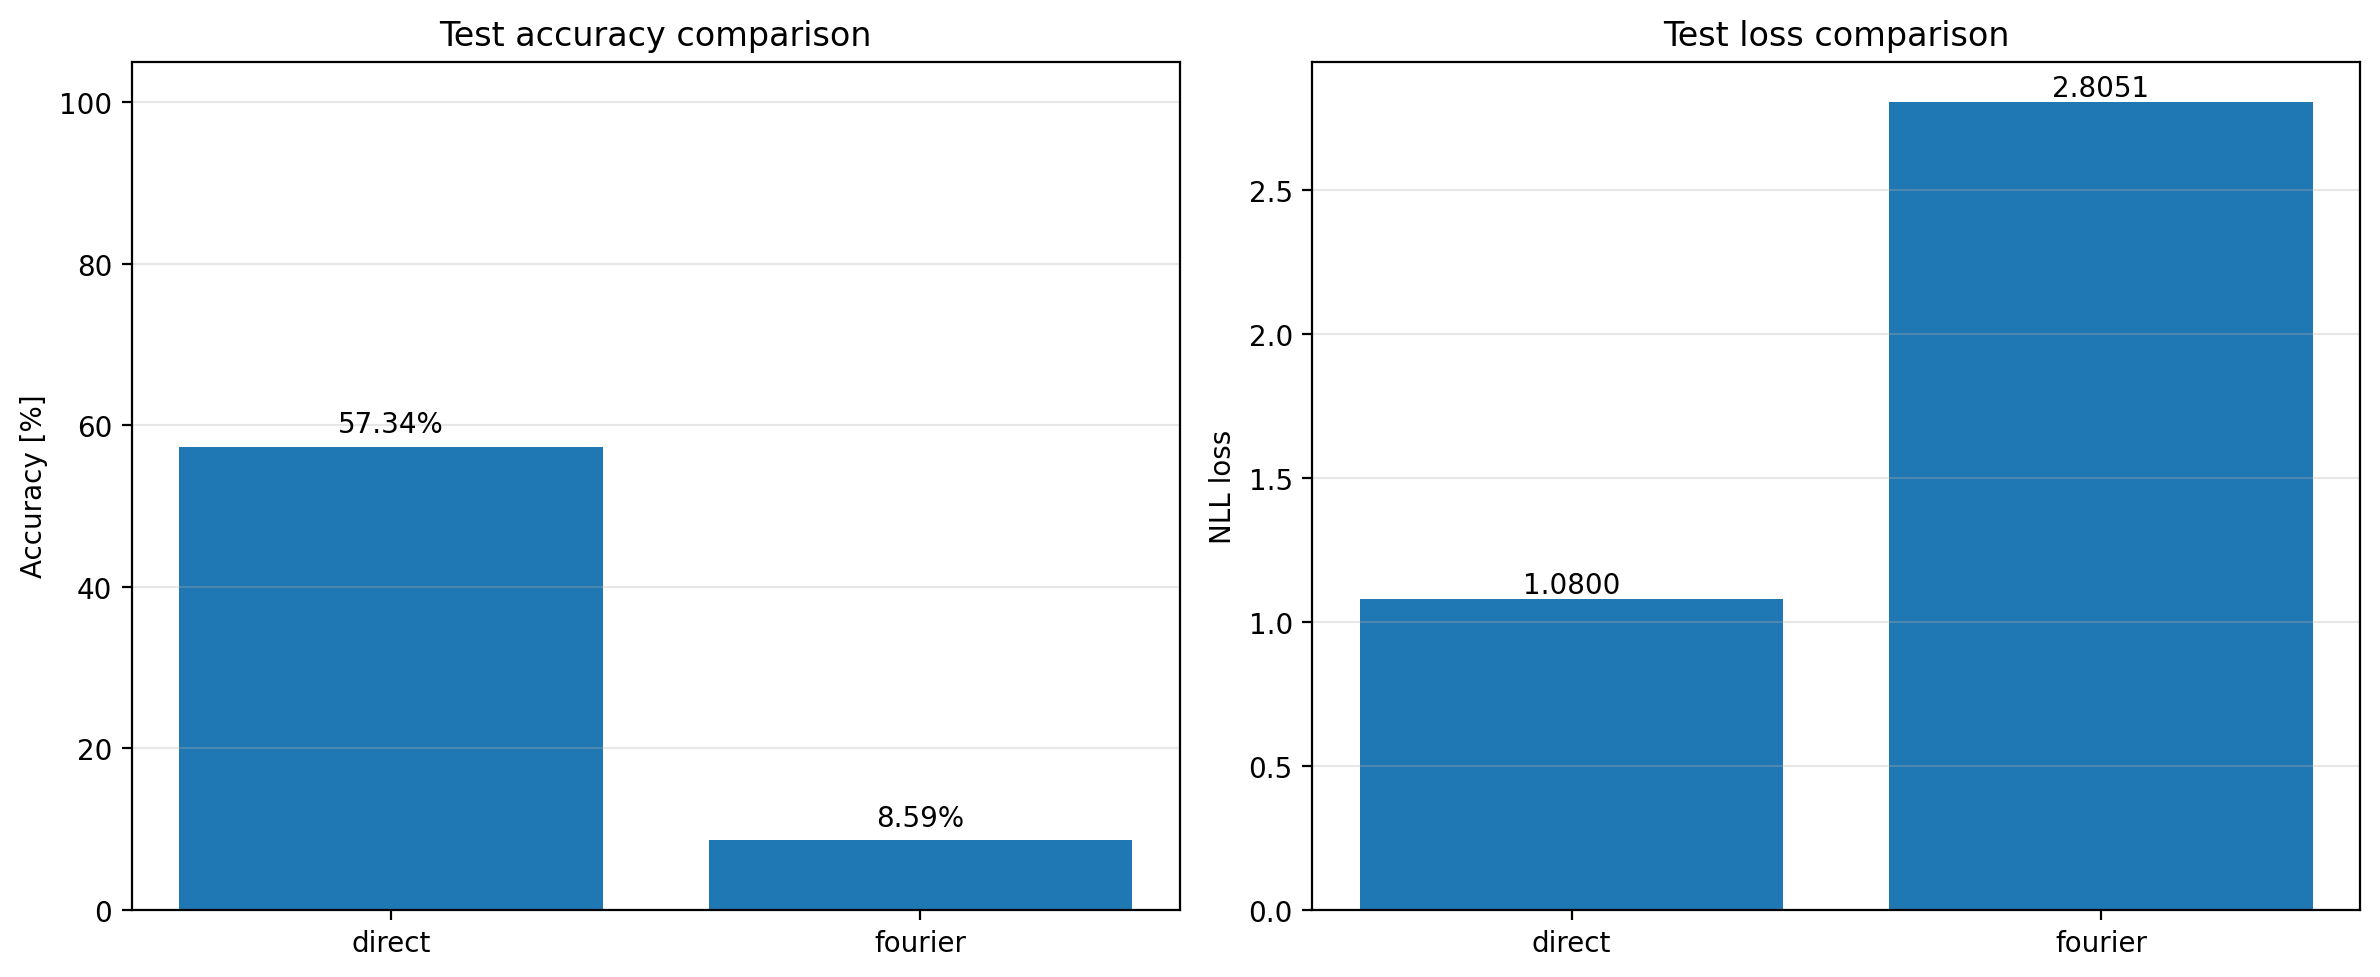 Test accuracy comparison
Accuracy [%]
100
80
60
40
20
0
57.34%
8.59%
direct
fourier
Test loss comparison
NLL loss
2.5
2.0
1.5
1.0
0.5
0.0
1.0800
2.8051
direct
fourier